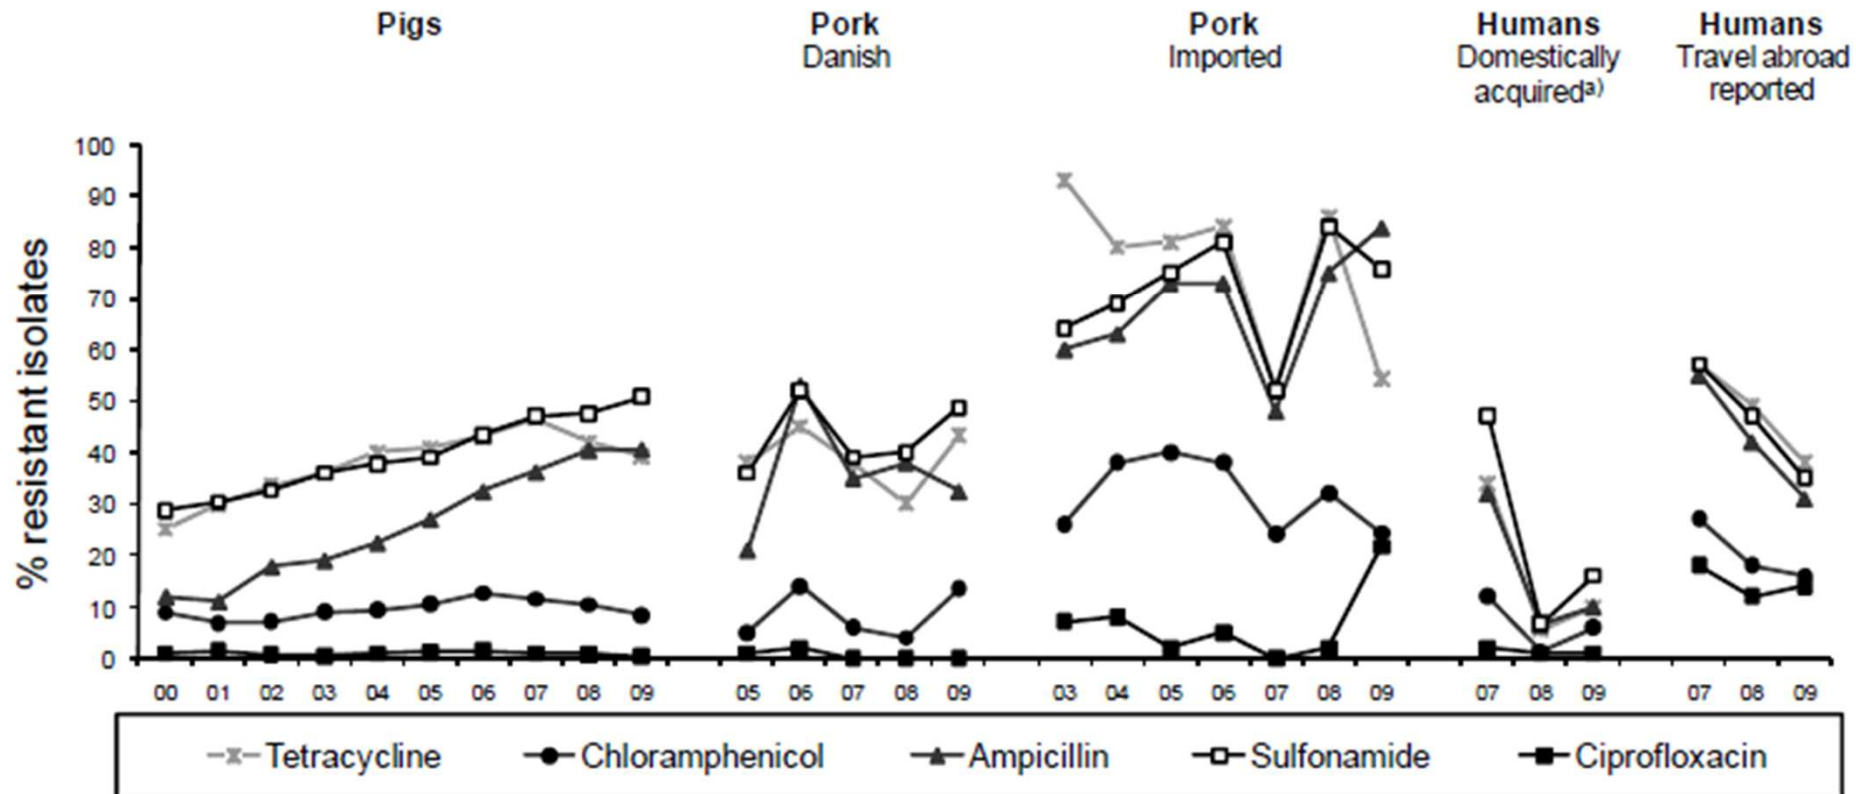 Pigs
Pork
Danish
Pork
Imported
Humans
Domestically
acquiredᵃ⁾
Humans
Travel abroad
reported
% resistant isolates
100
90
80
70
60
50
40
30
20
10
0
00 01 02 03 04 05 06 07 08 09 05 06 07 08 09 03 04 05 06 07 08 09 07 08 09 07 08 09
Tetracycline Chloramphenicol Ampicillin Sulfonamide Ciprofloxacin